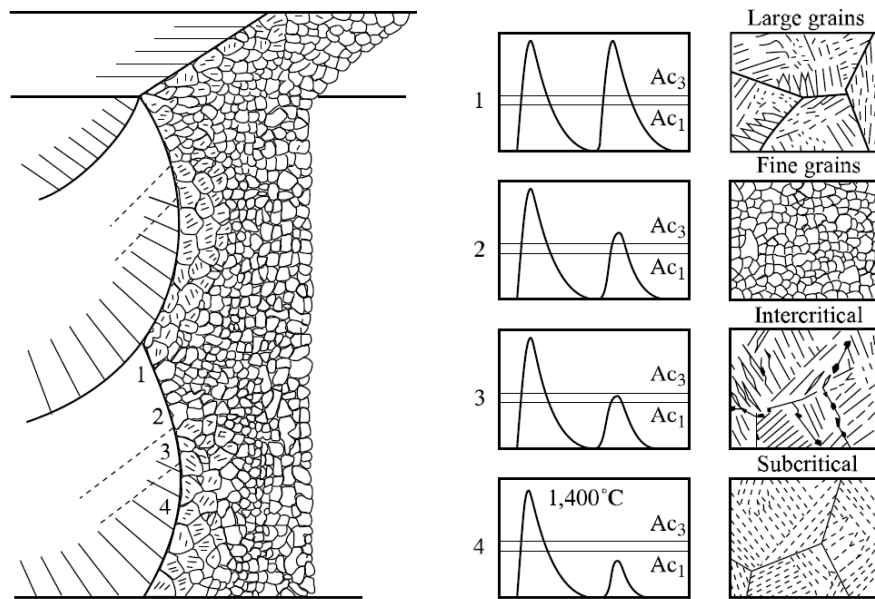 Large grains
1
Ac3
Ac1
Fine grains
2
Ac3
Ac1
Intercritical
3
Ac3
Ac1
Subcritical
4
1,400°C
Ac3
Ac1
1
2
3
4